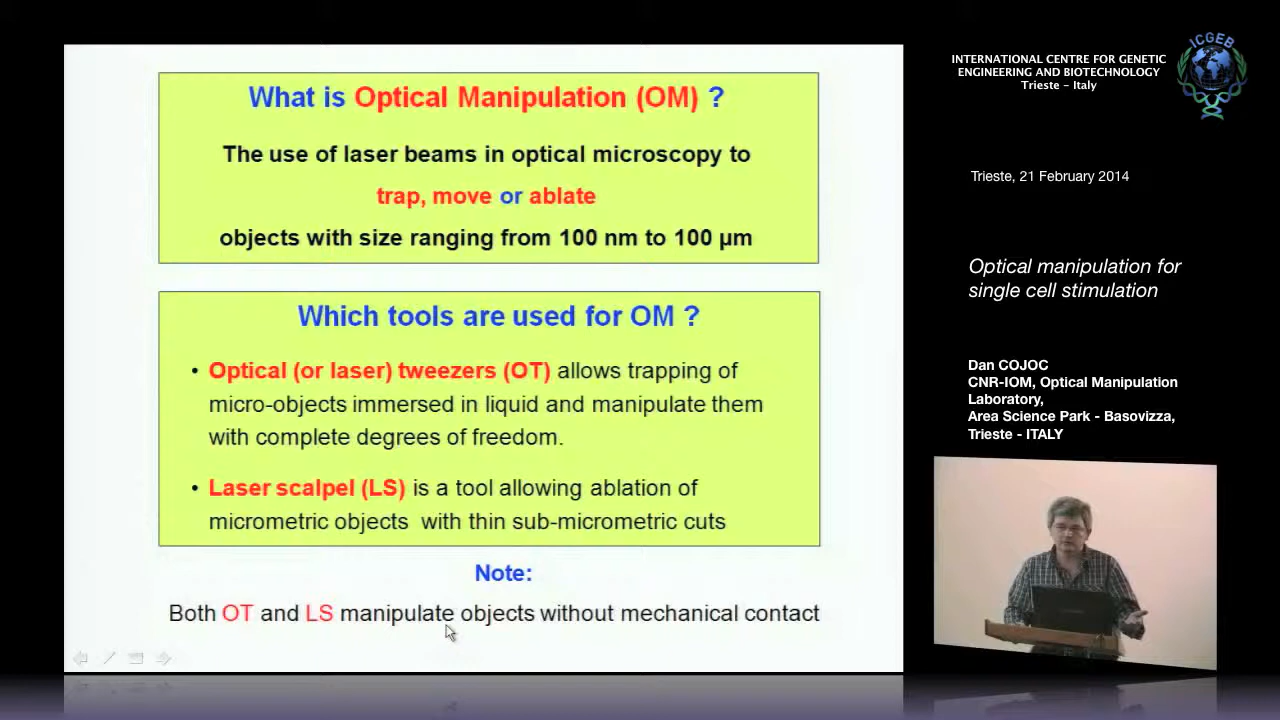 What is Optical Manipulation (OM) ?
The use of laser beams in optical microscopy to
trap, move or ablate
objects with size ranging from 100 nm to 100 µm
Which tools are used for OM ?
• Optical (or laser) tweezers (OT) allows trapping of
micro-objects immersed in liquid and manipulate them
with complete degrees of freedom.
• Laser scalpel (LS) is a tool allowing ablation of
micrometric objects with thin sub-micrometric cuts
Note:
Both OT and LS manipulate objects without mechanical contact
INTERNATIONAL CENTRE FOR GENETIC
ENGINEERING AND BIOTECHNOLOGY
Trieste - Italy
ICGEB
Trieste, 21 February 2014
Optical manipulation for
single cell stimulation
Dan COJOC
CNR-IOM, Optical Manipulation
Laboratory,
Area Science Park - Basovizza,
Trieste - ITALY